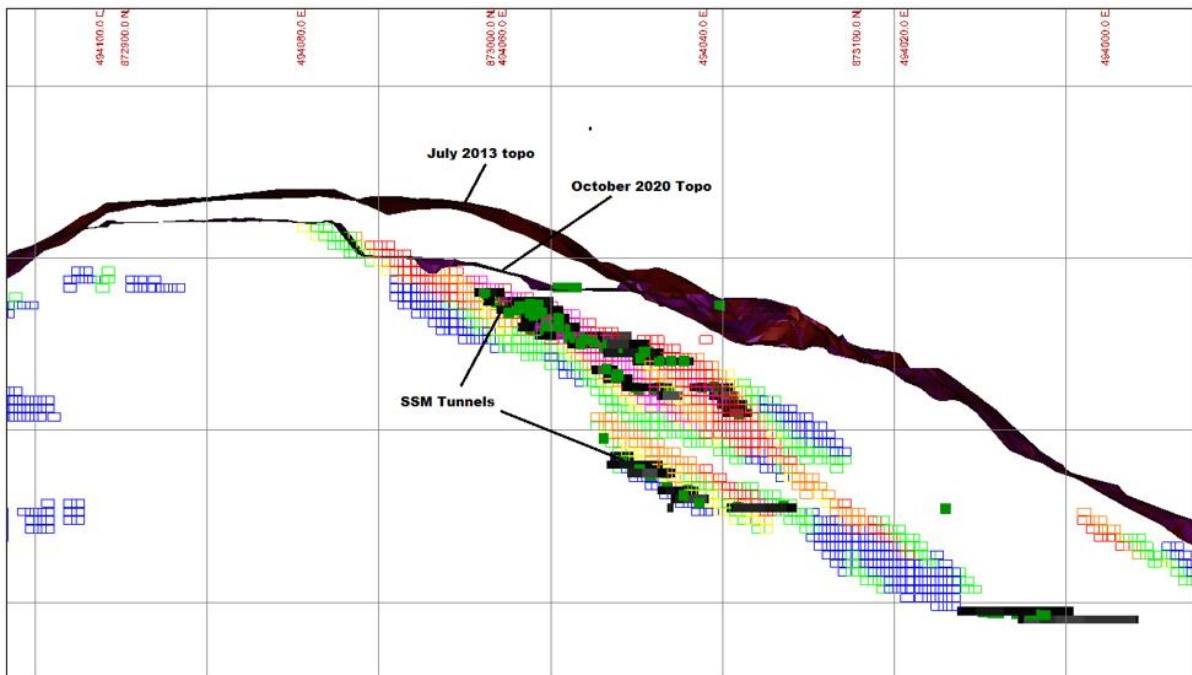 494100.0 E
872900.0 N
494080.0 E
873000.0 N
494060.0 E
494040.0 E
873100.0 N
494020.0 E
494000.0 E
July 2013 topo
October 2020 Topo
SSM Tunnels